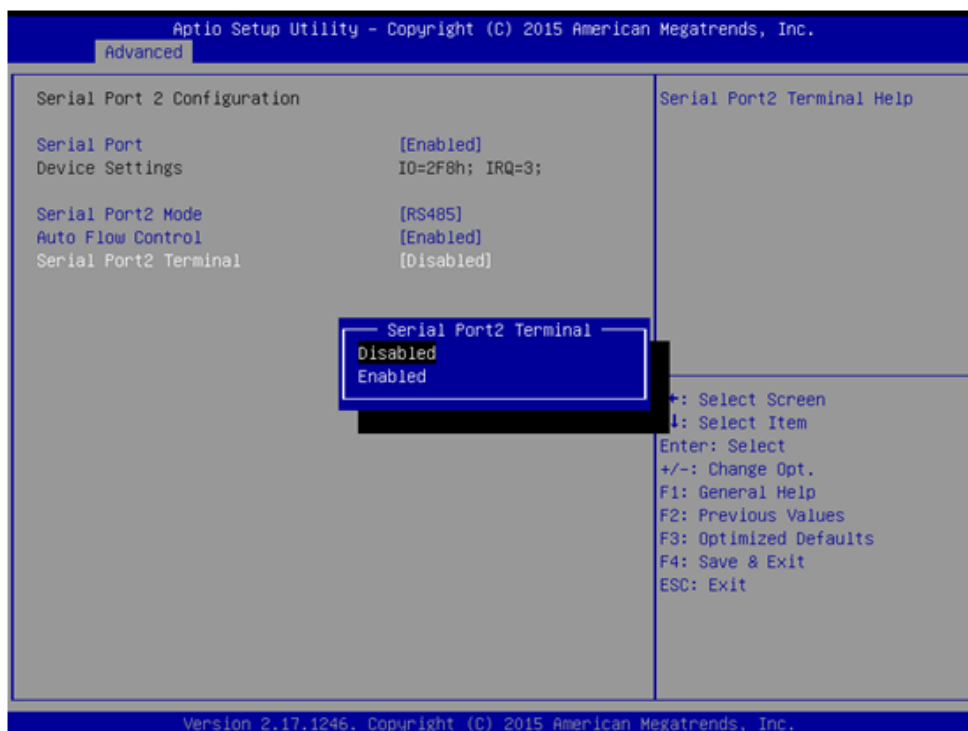 Aptio Setup Utility – Copyright (C) 2015 American Megatrends, Inc.
Advanced
Serial Port 2 Configuration
Serial Port [Enabled]
Device Settings IO=2F8h; IRQ=3;
Serial Port2 Mode [RS485]
Auto Flow Control [Enabled]
Serial Port2 Terminal [Disabled]
Serial Port2 Terminal
Disabled
Enabled
Serial Port2 Terminal Help
: Select Screen
: Select Item
Enter: Select
+/-: Change Opt.
F1: General Help
F2: Previous Values
F3: Optimized Defaults
F4: Save & Exit
ESC: Exit
Version 2.17.1246. Copyright (C) 2015 American Megatrends, Inc.